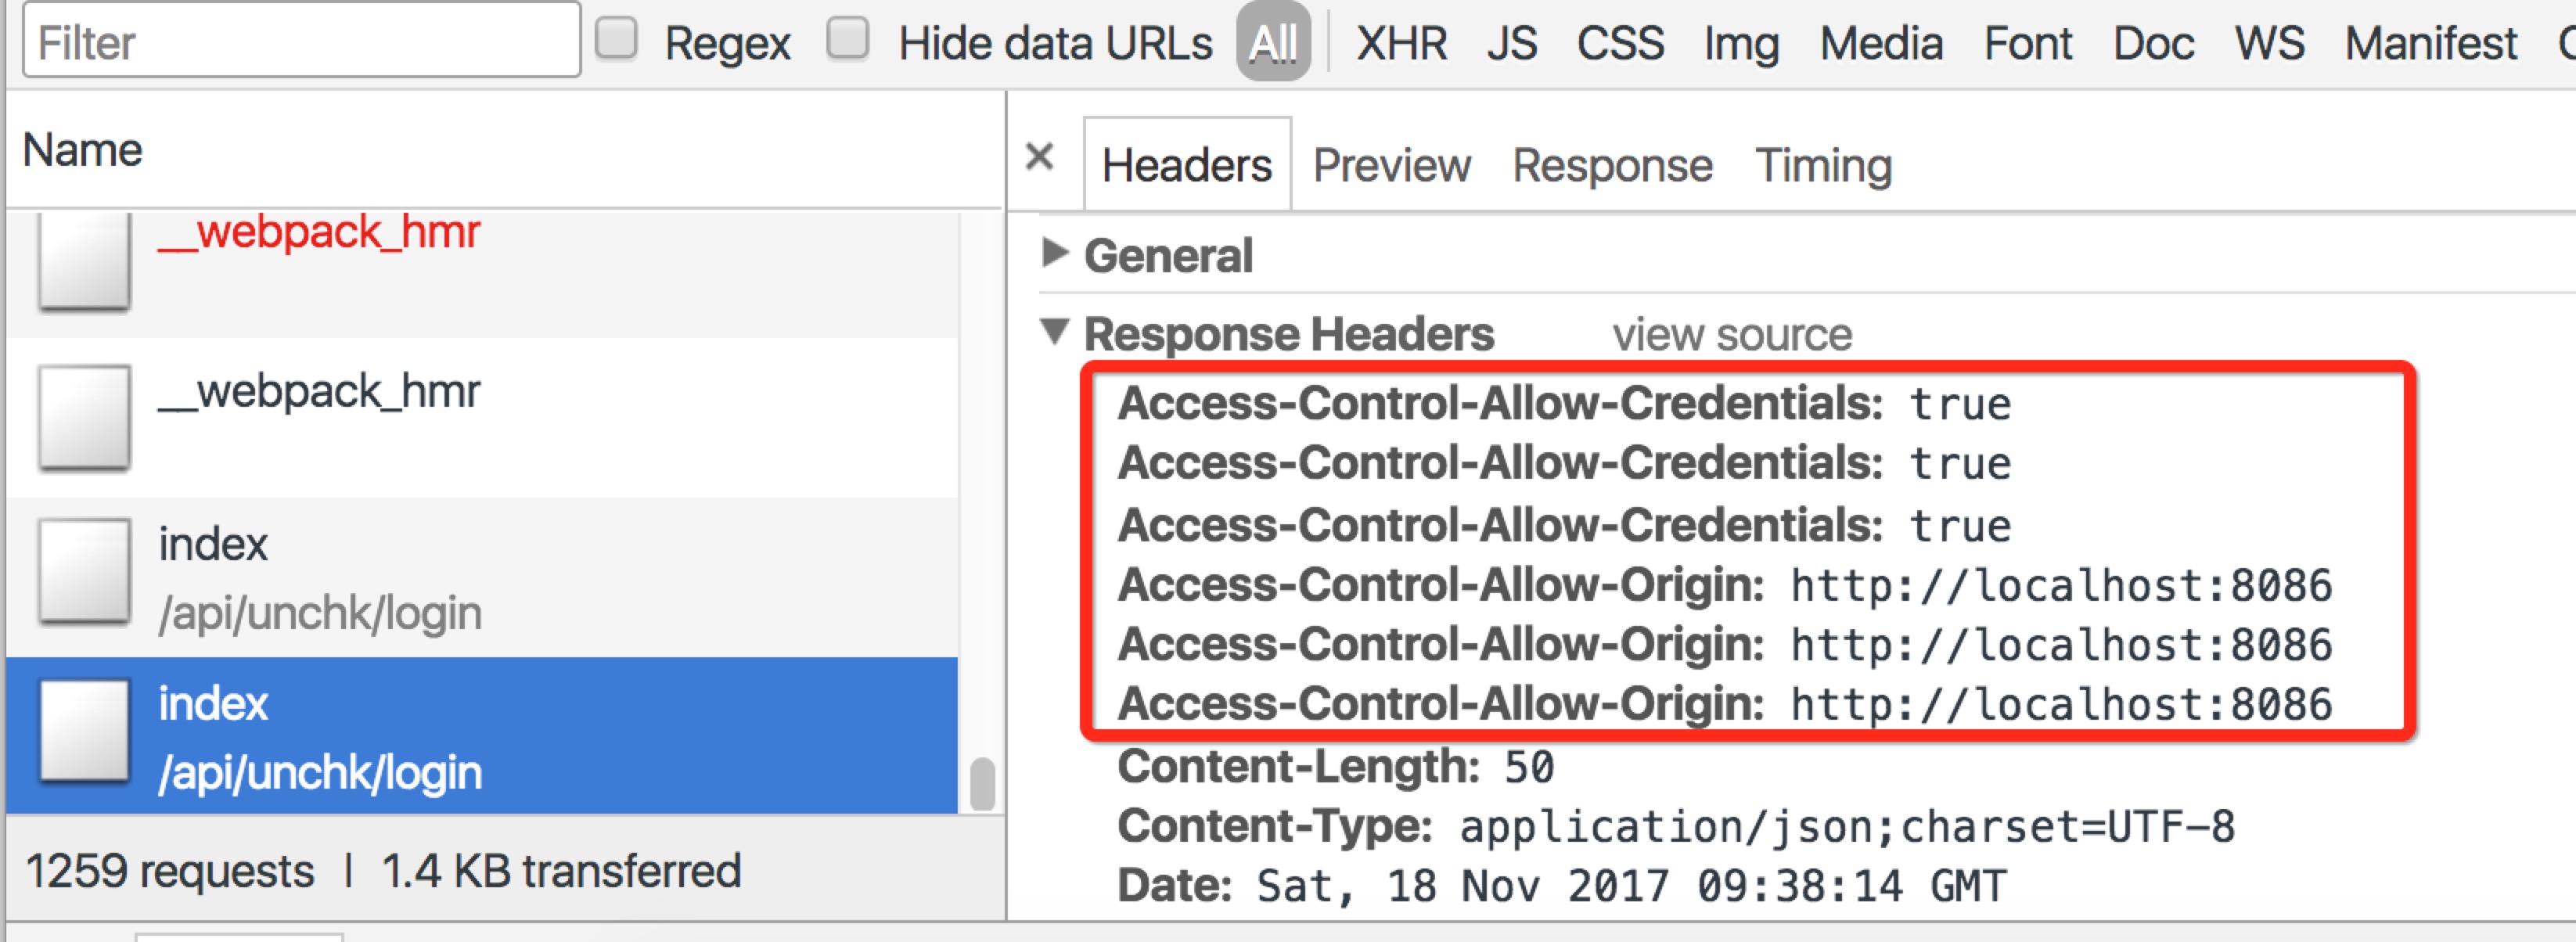 Filter Regex Hide data URLs All XHR JS CSS Img Media Font Doc WS Manifest
Name
__webpack_hmr
__webpack_hmr
index
/api/unchk/login
index
/api/unchk/login
1259 requests | 1.4 KB transferred
× Headers Preview Response Timing
General
Response Headers view source
Access-Control-Allow-Credentials: true
Access-Control-Allow-Credentials: true
Access-Control-Allow-Credentials: true
Access-Control-Allow-Origin: http://localhost:8086
Access-Control-Allow-Origin: http://localhost:8086
Access-Control-Allow-Origin: http://localhost:8086
Content-Length: 50
Content-Type: application/json;charset=UTF-8
Date: Sat, 18 Nov 2017 09:38:14 GMT